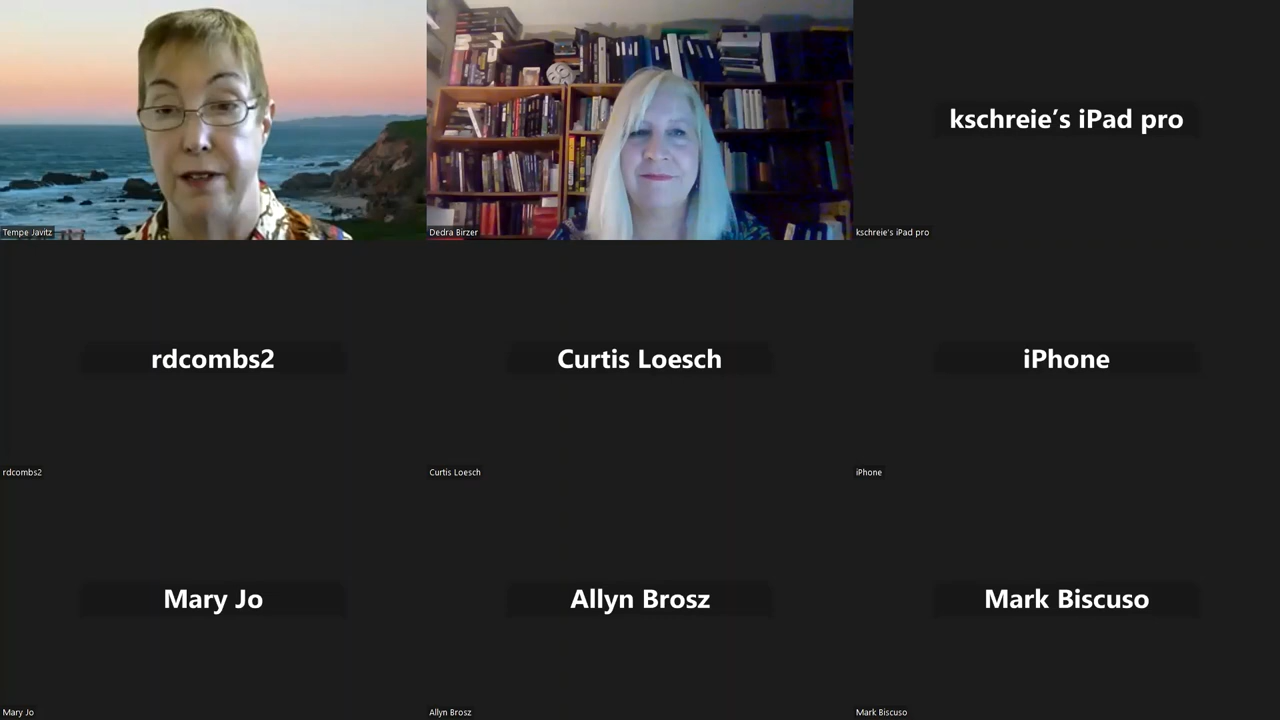 kschreie's iPad pro
Tempe Javitz
Dedra Birzer
kschreie's iPad pro
rdcombs2
Curtis Loesch
iPhone
rdcombs2
Curtis Loesch
iPhone
Mary Jo
Allyn Brosz
Mark Biscuso
Mary Jo
Allyn Brosz
Mark Biscuso